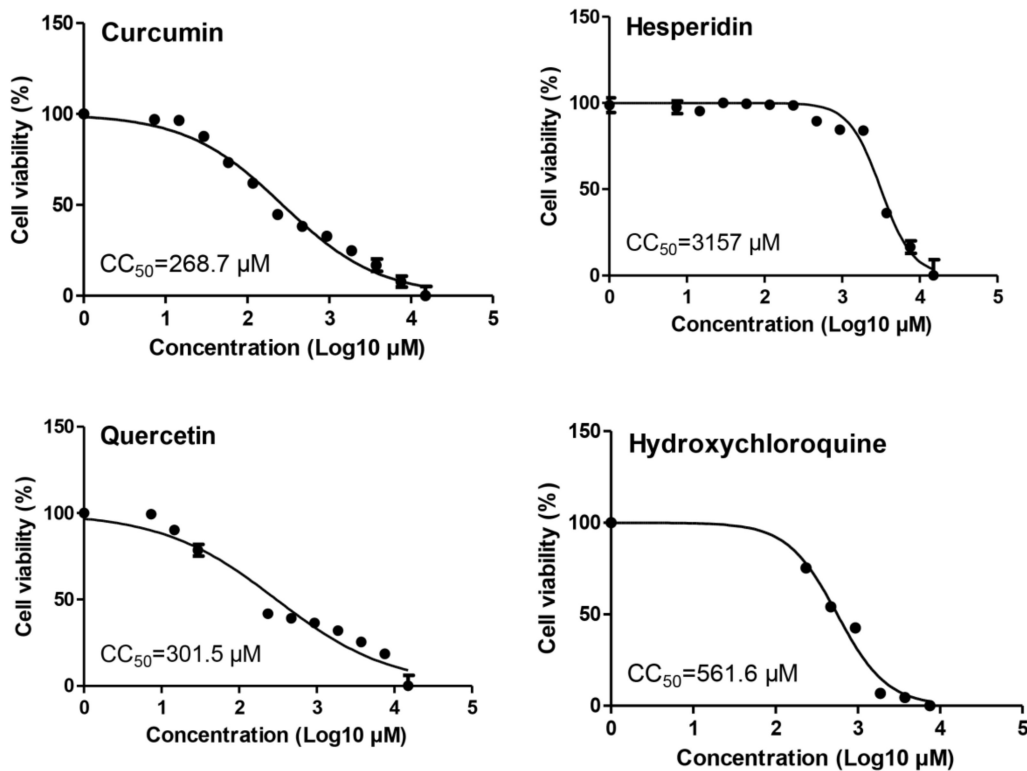 Curcumin
150
100
50
0
Cell viability (%)
CC50=268.7 µM
0 1 2 3 4 5
Concentration (Log10 µM)
Hesperidin
150
100
50
0
Cell viability (%)
CC50=3157 µM
0 1 2 3 4 5
Concentration (Log10 µM)
Quercetin
150
100
50
0
Cell viability (%)
CC50=301.5 µM
0 1 2 3 4 5
Concentration (Log10 µM)
Hydroxychloroquine
150
100
50
0
Cell viability (%)
CC50=561.6 µM
0 1 2 3 4 5
Concentration (Log10 µM)